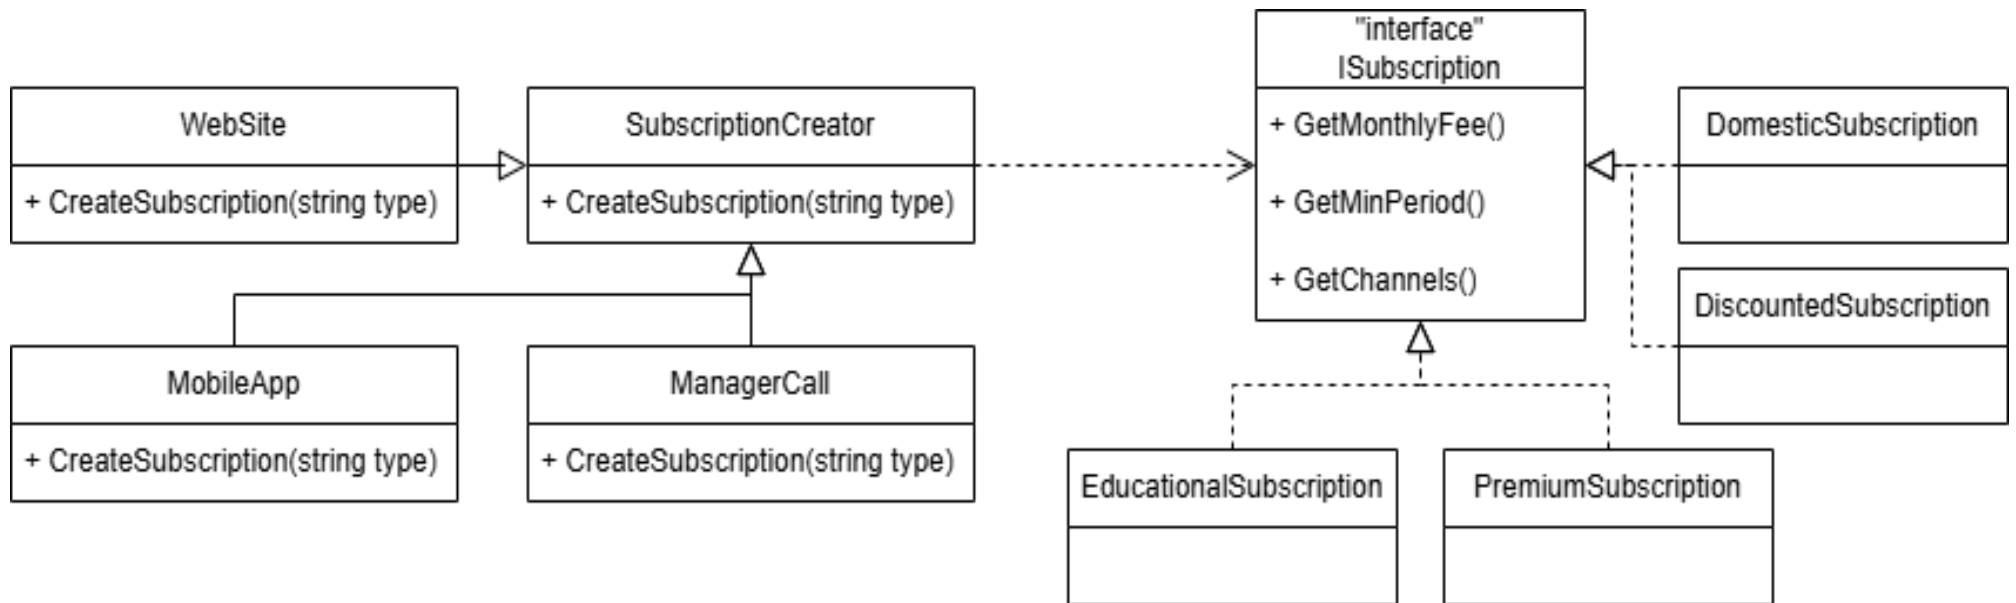 "interface"
ISubscription
+ GetMonthlyFee()
+ GetMinPeriod()
+ GetChannels()
WebSite
+ CreateSubscription(string type)
SubscriptionCreator
+ CreateSubscription(string type)
DomesticSubscription
DiscountedSubscription
MobileApp
+ CreateSubscription(string type)
ManagerCall
+ CreateSubscription(string type)
EducationalSubscription
PremiumSubscription